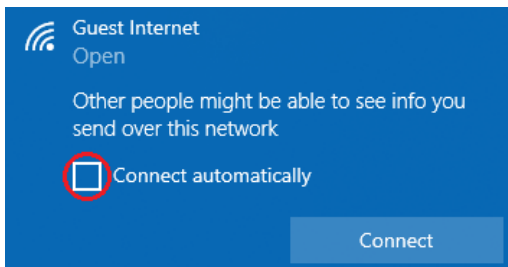 Guest Internet
Open
Other people might be able to see info you
send over this network
Connect automatically
Connect